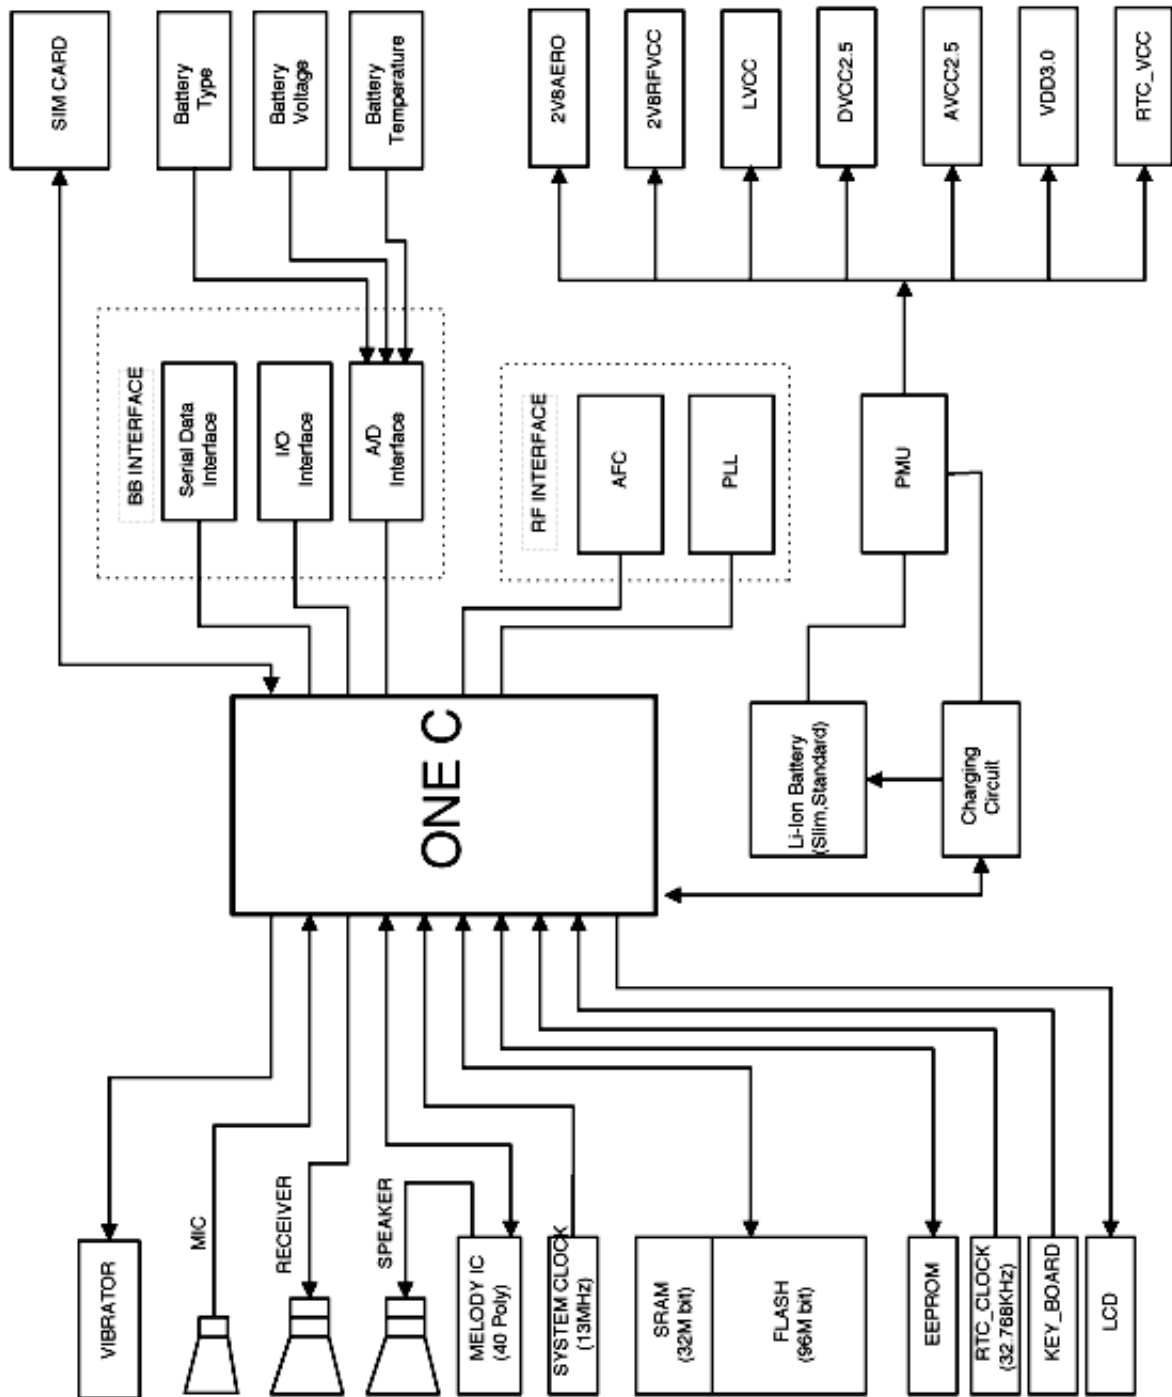 SIM CARD
Battery
Type
Battery
Voltage
Battery
Temperature
2V8AERO
2V8RFVCC
LVCC
DVCC2.5
AVCC2.5
VDD3.0
RTC_VCC
BB INTERFACE
Serial Data
Interface
I/O
Interface
A/D
Interface
RF INTERFACE
AFC
PLL
PMU
ONE C
Li-Ion Battery
(Slim,Standard)
Charging
Circuit
VIBRATOR
MIC
RECEIVER
SPEAKER
MELODY IC
(40 Poly)
SYSTEM CLOCK
(13MHz)
SRAM
(32M bit)
FLASH
(96M bit)
EEPROM
RTC_CLOCK
(32.768KHz)
KEY_BOARD
LCD